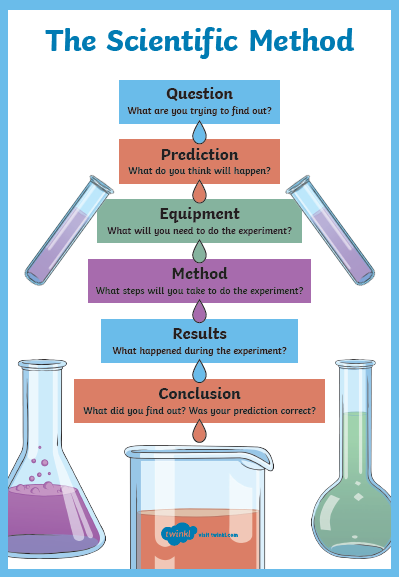 The Scientific Method
Question
What are you trying to find out?
Prediction
What do you think will happen?
Equipment
What will you need to do the experiment?
Method
What steps will you take to do the experiment?
Results
What happened during the experiment?
Conclusion
What did you find out? Was your prediction correct?
twinkl visit twinkl.com